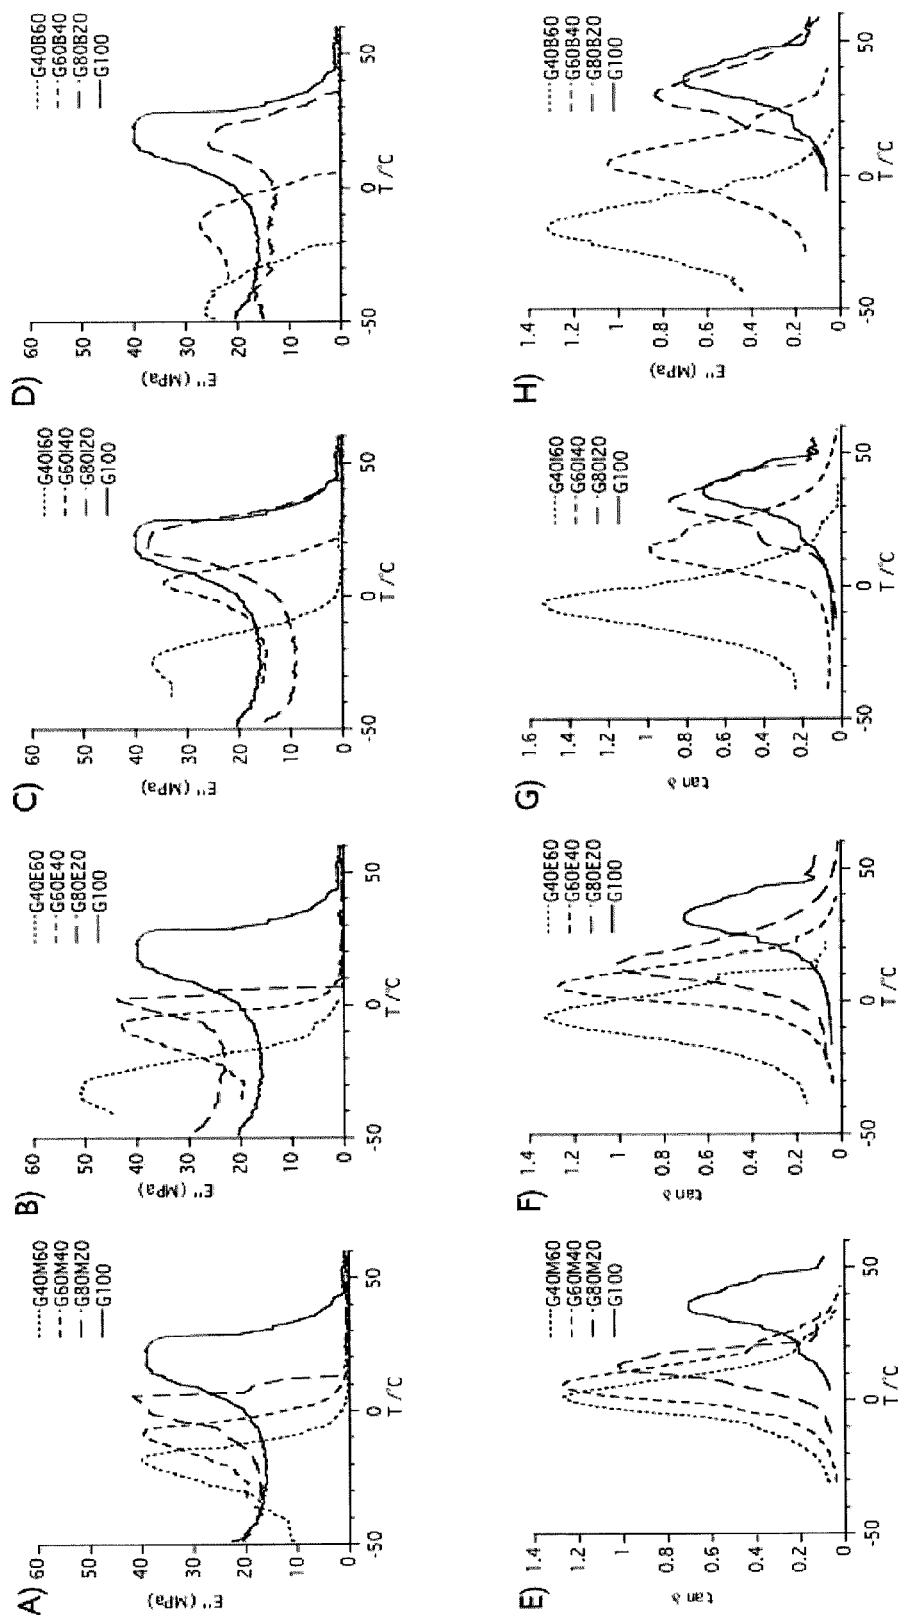 A)
60
50
40
30
20
10
0
E'' (MPa)
G40M60
G60M40
G80M20
G100
-50
0
50
T /°C
B)
60
50
40
30
20
10
0
E'' (MPa)
G40E60
G60E40
G80E20
G100
-50
0
50
T /°C
C)
60
50
40
30
20
10
0
E'' (MPa)
G40I60
G60I40
G80I20
G100
-50
0
50
T /°C
D)
60
50
40
30
20
10
0
E'' (MPa)
G40B60
G60B40
G80B20
G100
-50
0
50
T /°C
E)
1.4
1.2
1
0.8
0.6
0.4
0.2
0
tan δ
G40M60
G60M40
G80M20
G100
-50
0
50
T /°C
F)
1.4
1.2
1
0.8
0.6
0.4
0.2
0
tan δ
G40E60
G60E40
G80E20
G100
-50
0
50
T /°C
G)
1.6
1.4
1.2
1
0.8
0.6
0.4
0.2
0
tan δ
G40I60
G60I40
G80I20
G100
-50
0
50
T /°C
H)
1.4
1.2
1
0.8
0.6
0.4
0.2
0
E'' (MPa)
G40B60
G60B40
G80B20
G100
-50
0
50
T /°C